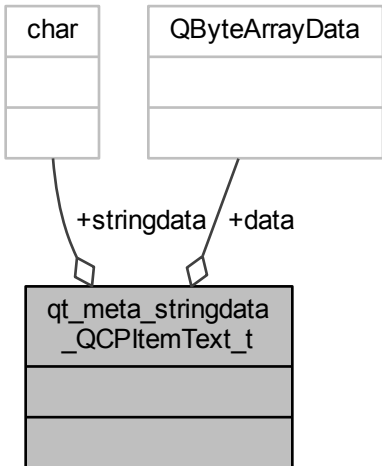 char
QByteArrayData
+stringdata
+data
qt_meta_stringdata
_QCPItemText_t